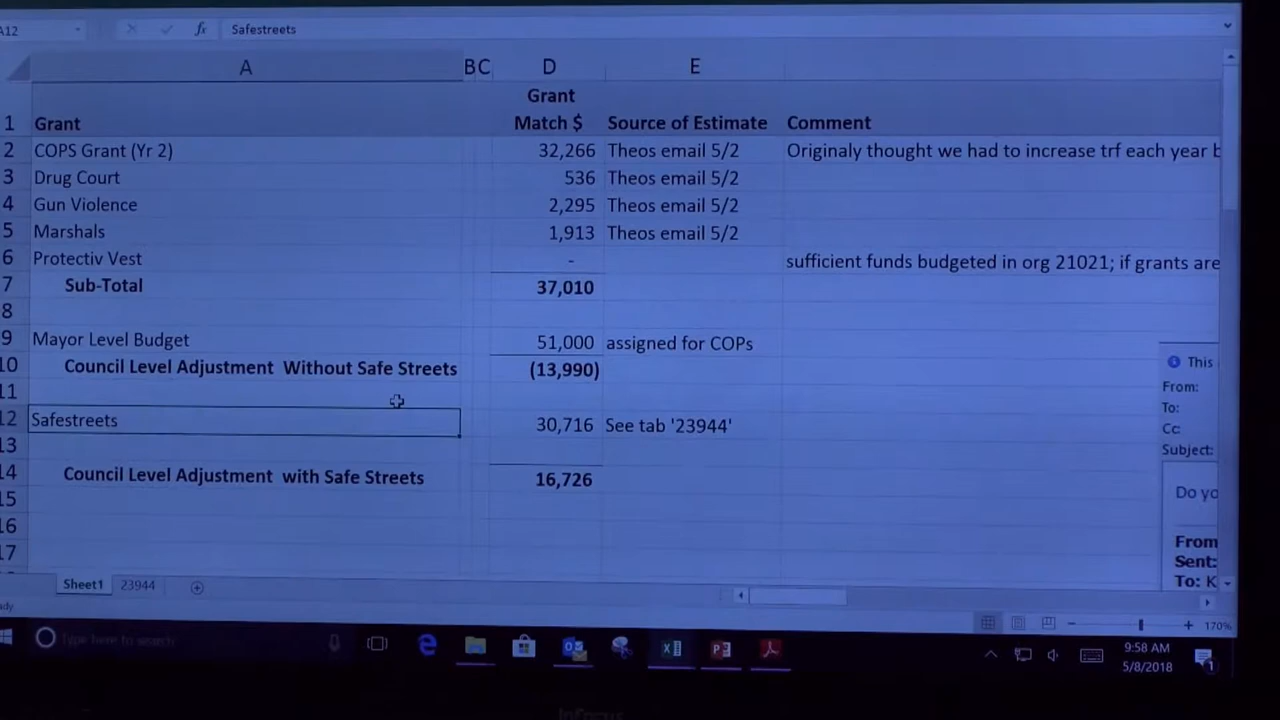 A12 fx Safestreets
A BC D E
Grant
1 Grant Match $ Source of Estimate Comment
2 COPS Grant (Yr 2) 32,266 Theos email 5/2 Originaly thought we had to increase trf each year b
3 Drug Court 536 Theos email 5/2
4 Gun Violence 2,295 Theos email 5/2
5 Marshals 1,913 Theos email 5/2
6 Protectiv Vest - sufficient funds budgeted in org 21021; if grants are
7 Sub-Total 37,010
8
9 Mayor Level Budget 51,000 assigned for COPs
10 Council Level Adjustment Without Safe Streets (13,990)
This
11
From:
To:
12 Safestreets 30,716 See tab '23944'
Cc:
13
Subject:
14 Council Level Adjustment with Safe Streets 16,726
15
Do yo
16
From
17
Sent:
To: K
Sheet1 23944
ady
170%
Type here to search
9:58 AM
5/8/2018
1
InFocus